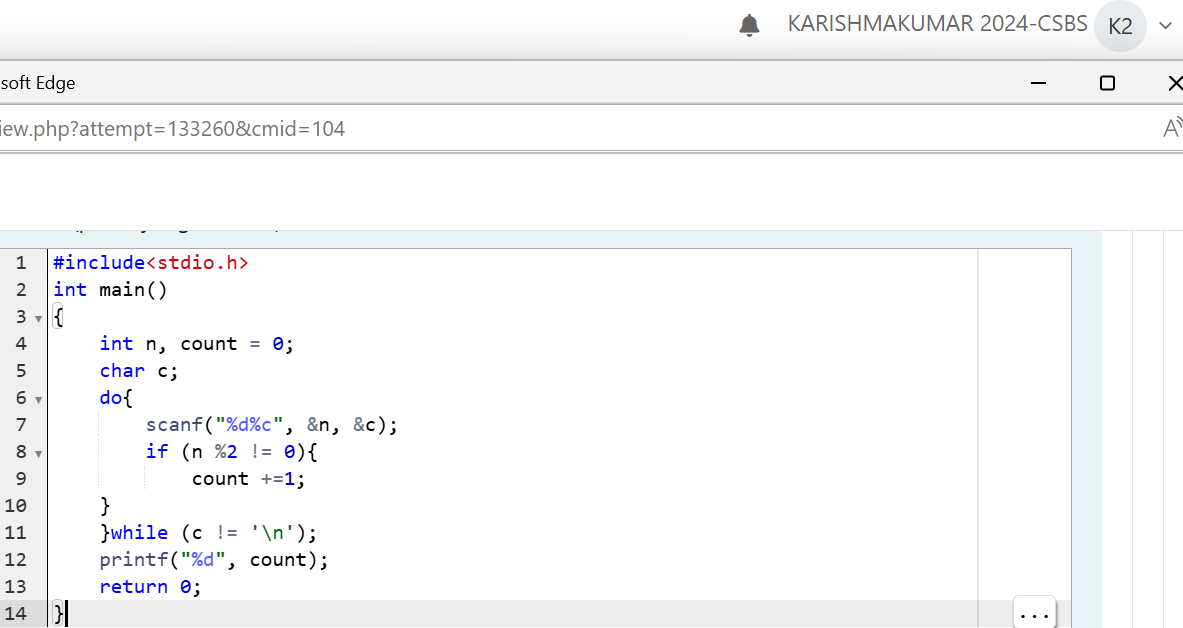 KARISHMAKUMAR 2024-CSBS K2
soft Edge
iew.php?attempt=133260&cmid=104
1 #include<stdio.h>
2 int main()
3 {
4 int n, count = 0;
5 char c;
6 do{
7 scanf("%d%c", &n, &c);
8 if (n %2 != 0){
9 count +=1;
10 }
11 }while (c != '\n');
12 printf("%d", count);
13 return 0;
14 }
...